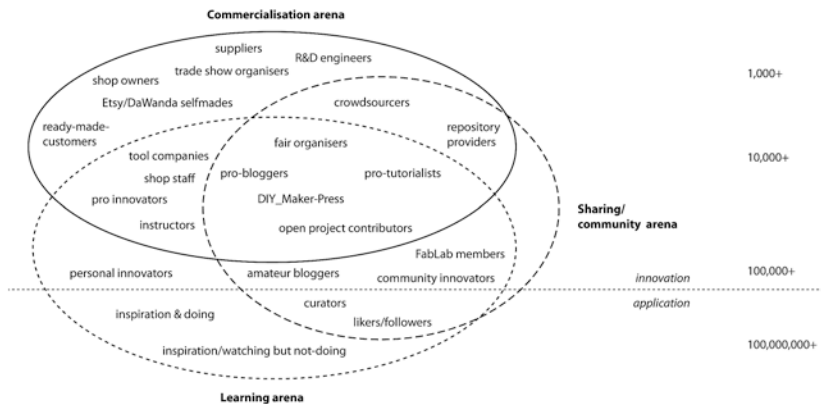 Commercialisation arena
suppliers
R&D engineers
trade show organisers
1,000+
shop owners
Etsy/DaWanda selfmades
crowdsourcers
ready-made-
customers
repository
providers
fair organisers
tool companies
10,000+
shop staff
pro-bloggers
pro-tutorialists
pro innovators
DIY_Maker-Press
Sharing/
community arena
instructors
open project contributors
FabLab members
personal innovators
amateur bloggers
community innovators
innovation
100,000+
curators
application
inspiration & doing
likers/followers
inspiration/watching but not-doing
100,000,000+
Learning arena